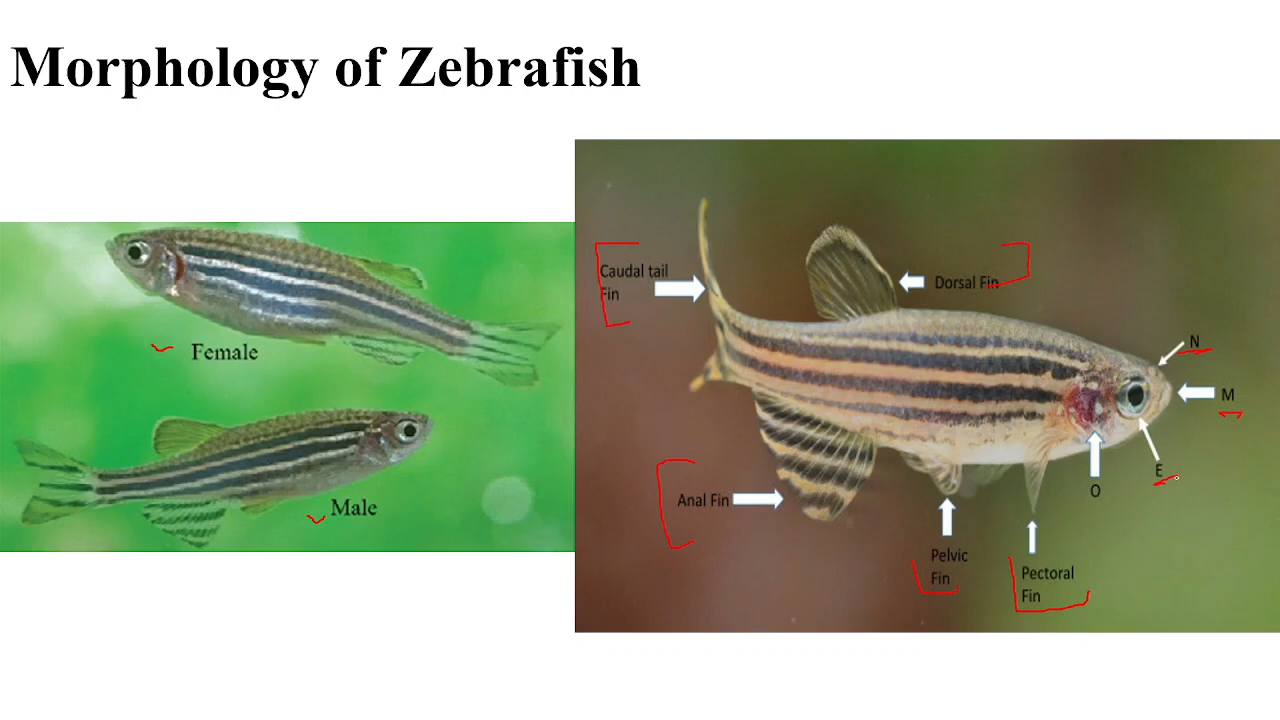 Morphology of Zebrafish
Female
Male
Caudal tail
Fin
Dorsal Fin
N
M
E
O
Anal Fin
Pelvic
Fin
Pectoral
Fin